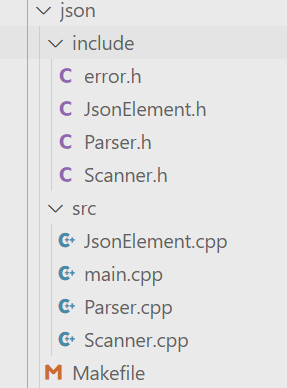 json
include
error.h
JsonElement.h
Parser.h
Scanner.h
src
JsonElement.cpp
main.cpp
Parser.cpp
Scanner.cpp
Makefile